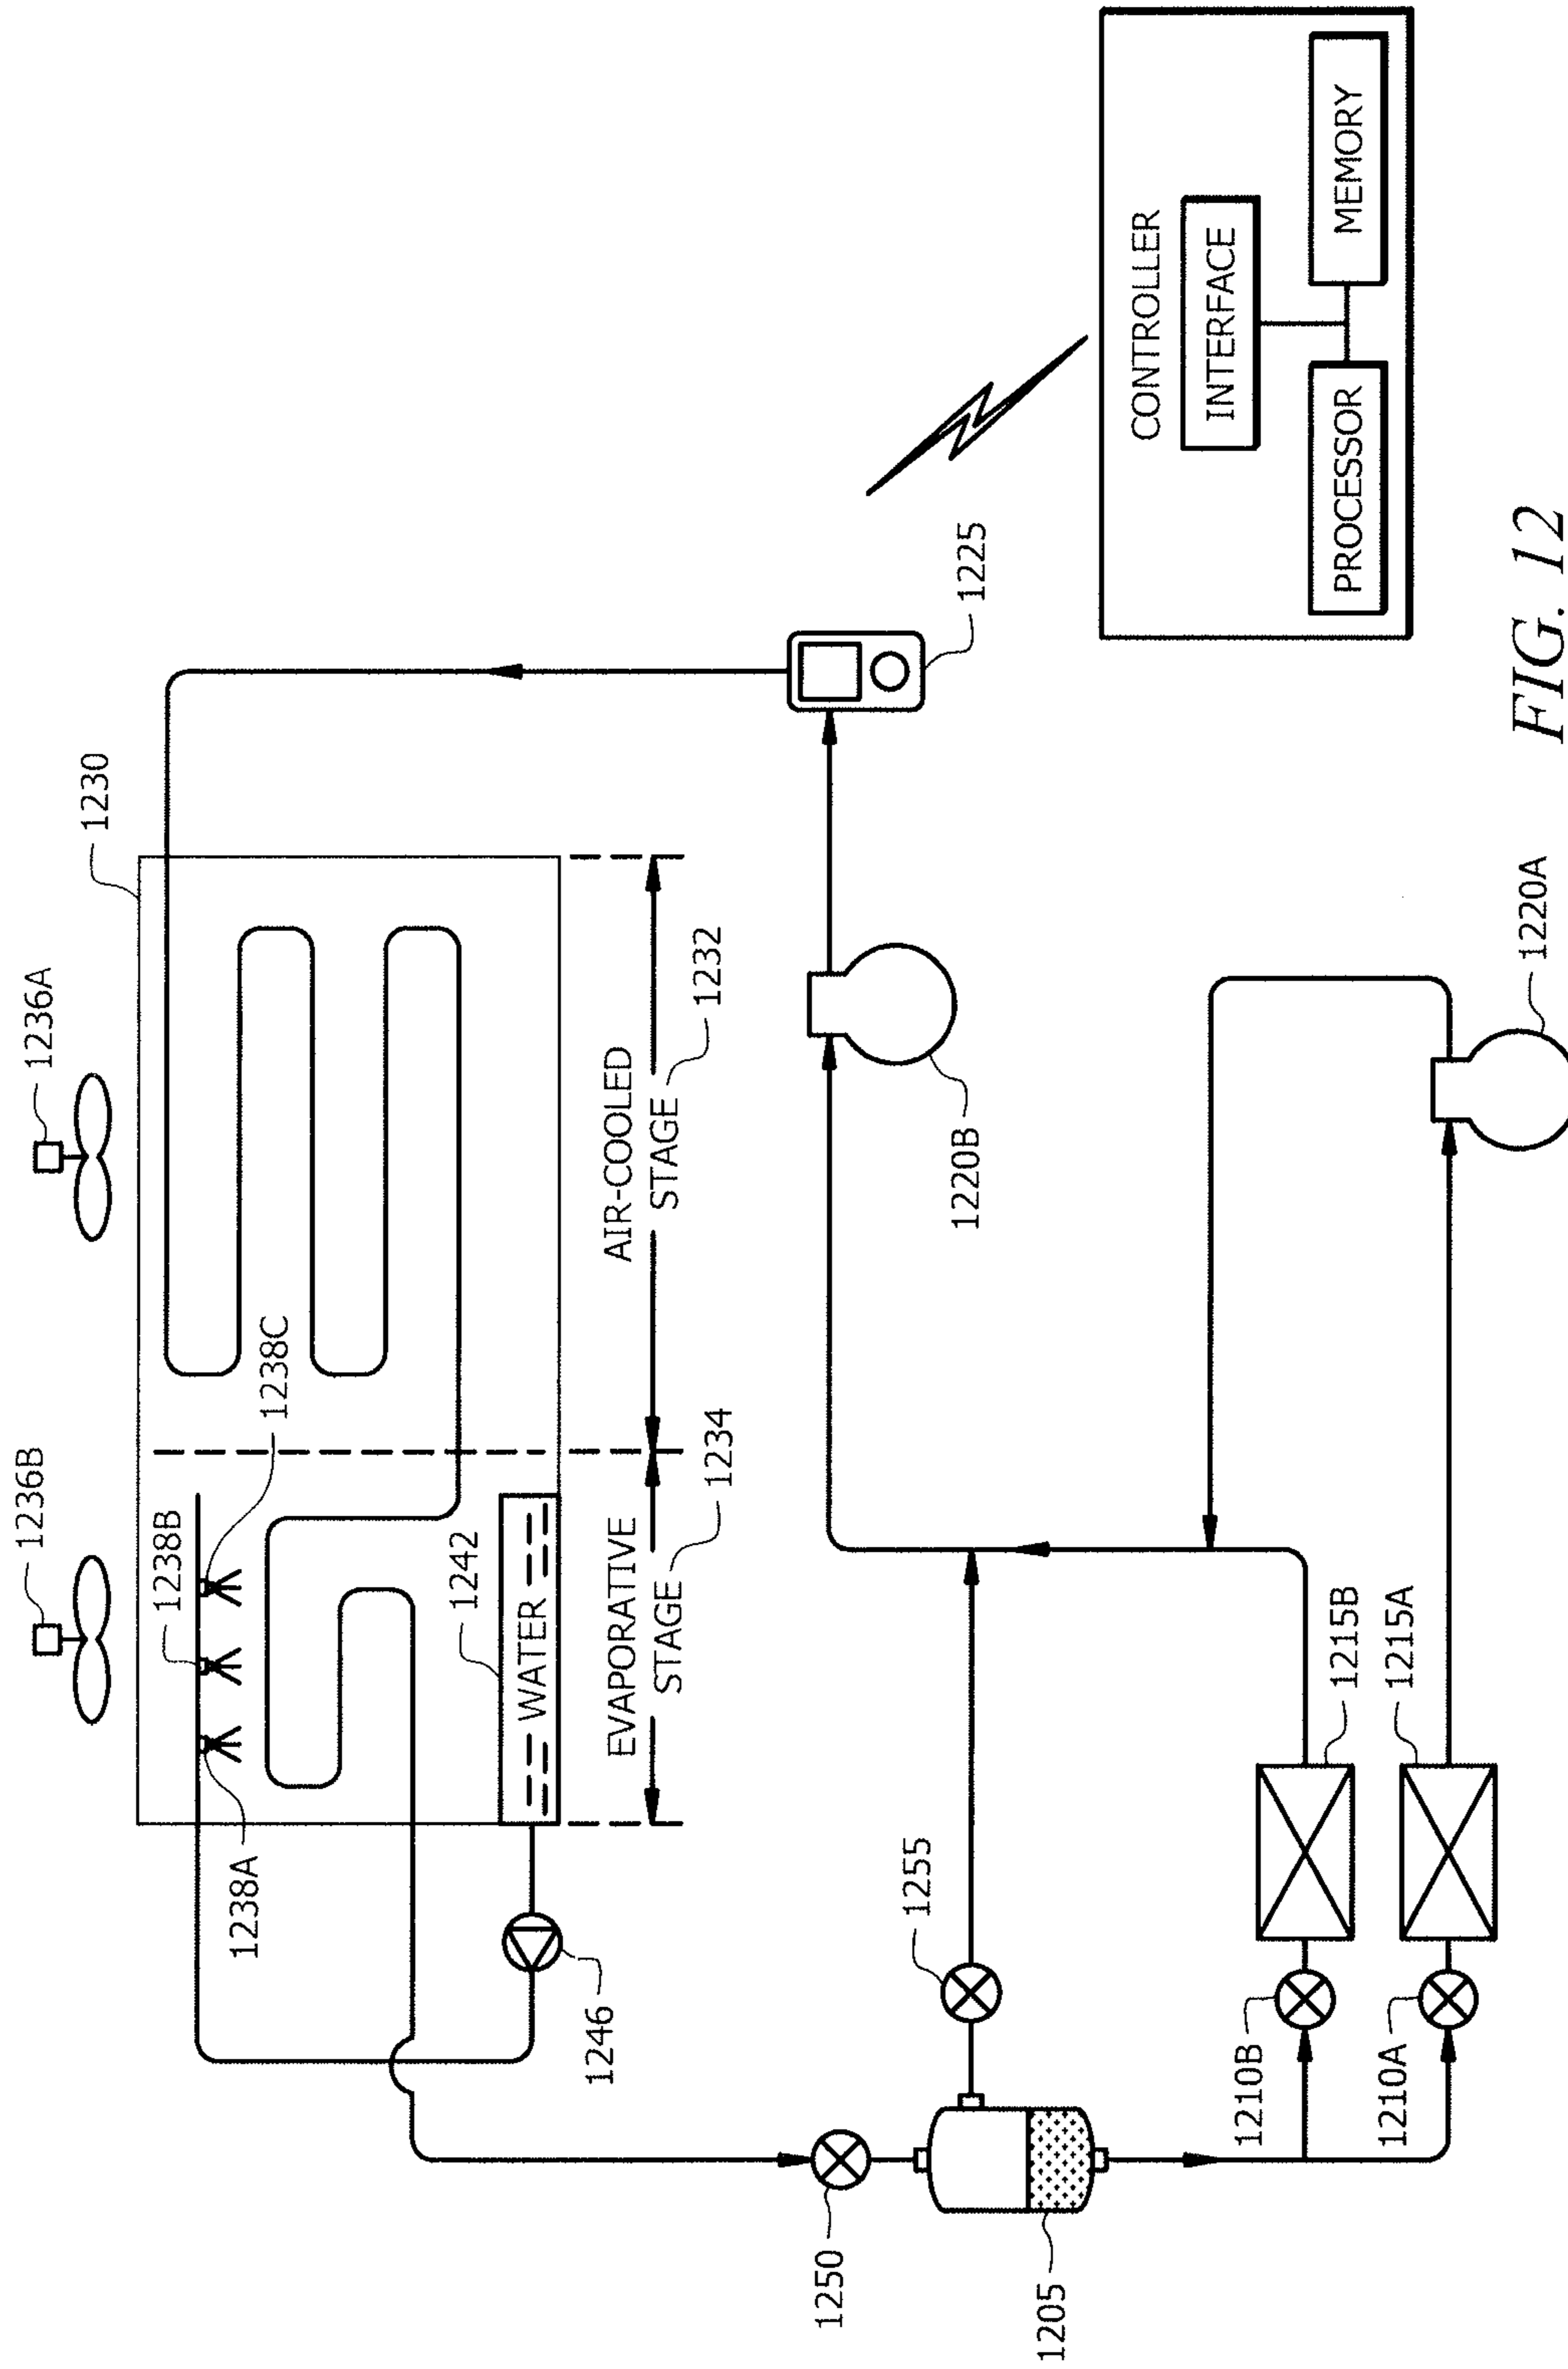 1236B
1236A
1230
1238B
1238C
1238A
1242
WATER
1246
EVAPORATIVE
STAGE
1234
AIR-COOLED
STAGE
1232
1250
1205
1255
1220B
1225
1210B
1215B
1210A
1215A
1220A
CONTROLLER
INTERFACE
PROCESSOR
MEMORY
FIG. 12